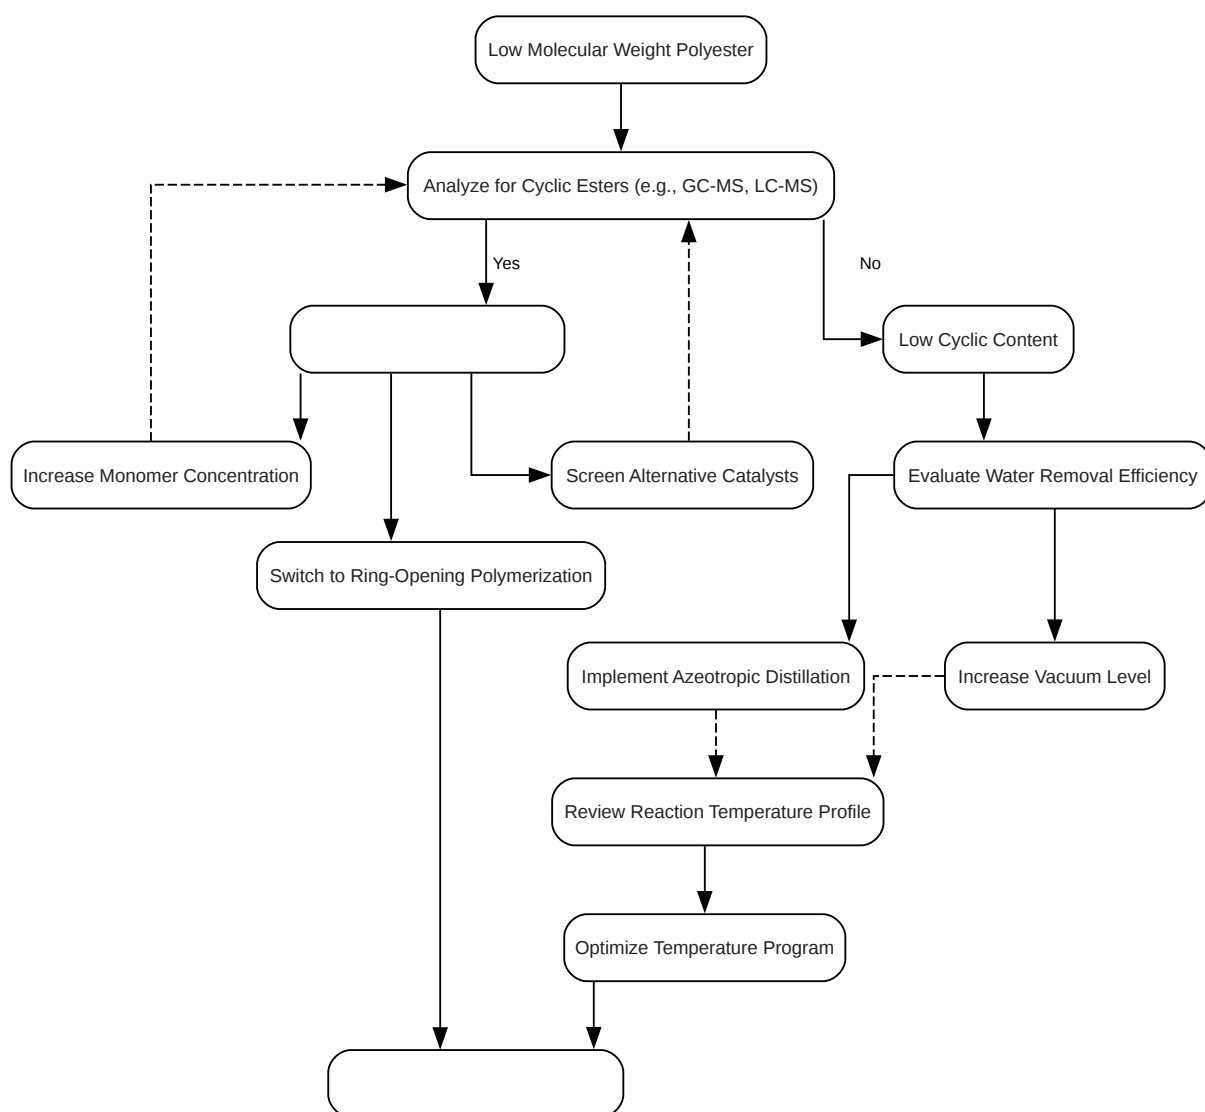 Low Molecular Weight Polyester
Analyze for Cyclic Esters (e.g., GC-MS, LC-MS)
Yes
No
Low Cyclic Content
Increase Monomer Concentration
Screen Alternative Catalysts
Evaluate Water Removal Efficiency
Switch to Ring-Opening Polymerization
Implement Azeotropic Distillation
Increase Vacuum Level
Review Reaction Temperature Profile
Optimize Temperature Program